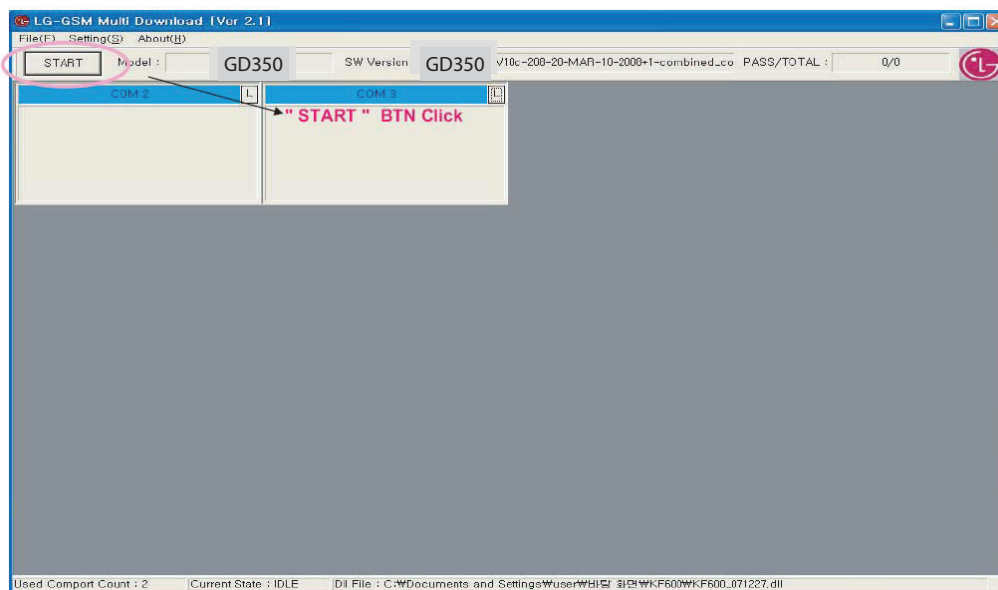 LG-GSM Multi Download [Ver 2.1]
File(F) Setting(S) About(H)
START Model : GD350 SW Version GD350 V10c-208-20-MAR-10-2008+1-combined_co PASS/TOTAL : 0/0
COM 2 L COM 3 L
" START " BTN Click
Used Comport Count : 2 Current State : IDLE Dll File : C:₩Documents and Settings₩user₩바탕 화면₩KF600₩KF600_071227.dll